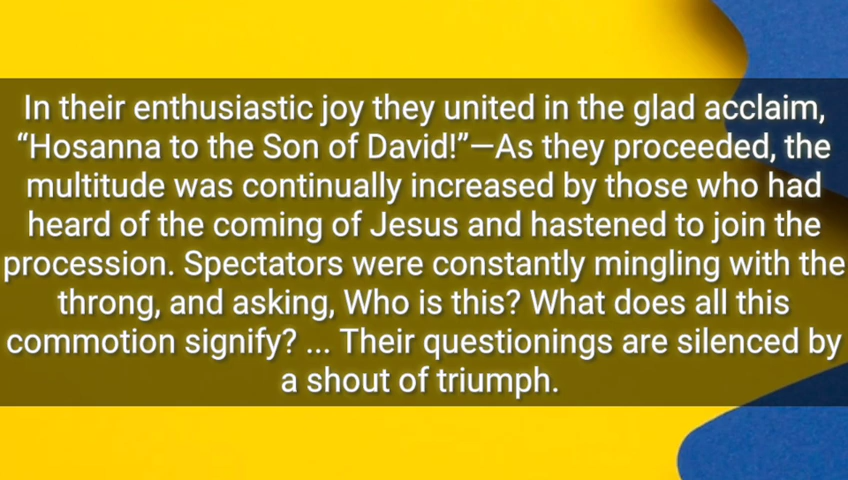 In their enthusiastic joy they united in the glad acclaim,
“Hosanna to the Son of David!”—As they proceeded, the
multitude was continually increased by those who had
heard of the coming of Jesus and hastened to join the
procession. Spectators were constantly mingling with the
throng, and asking, Who is this? What does all this
commotion signify? ... Their questionings are silenced by
a shout of triumph.